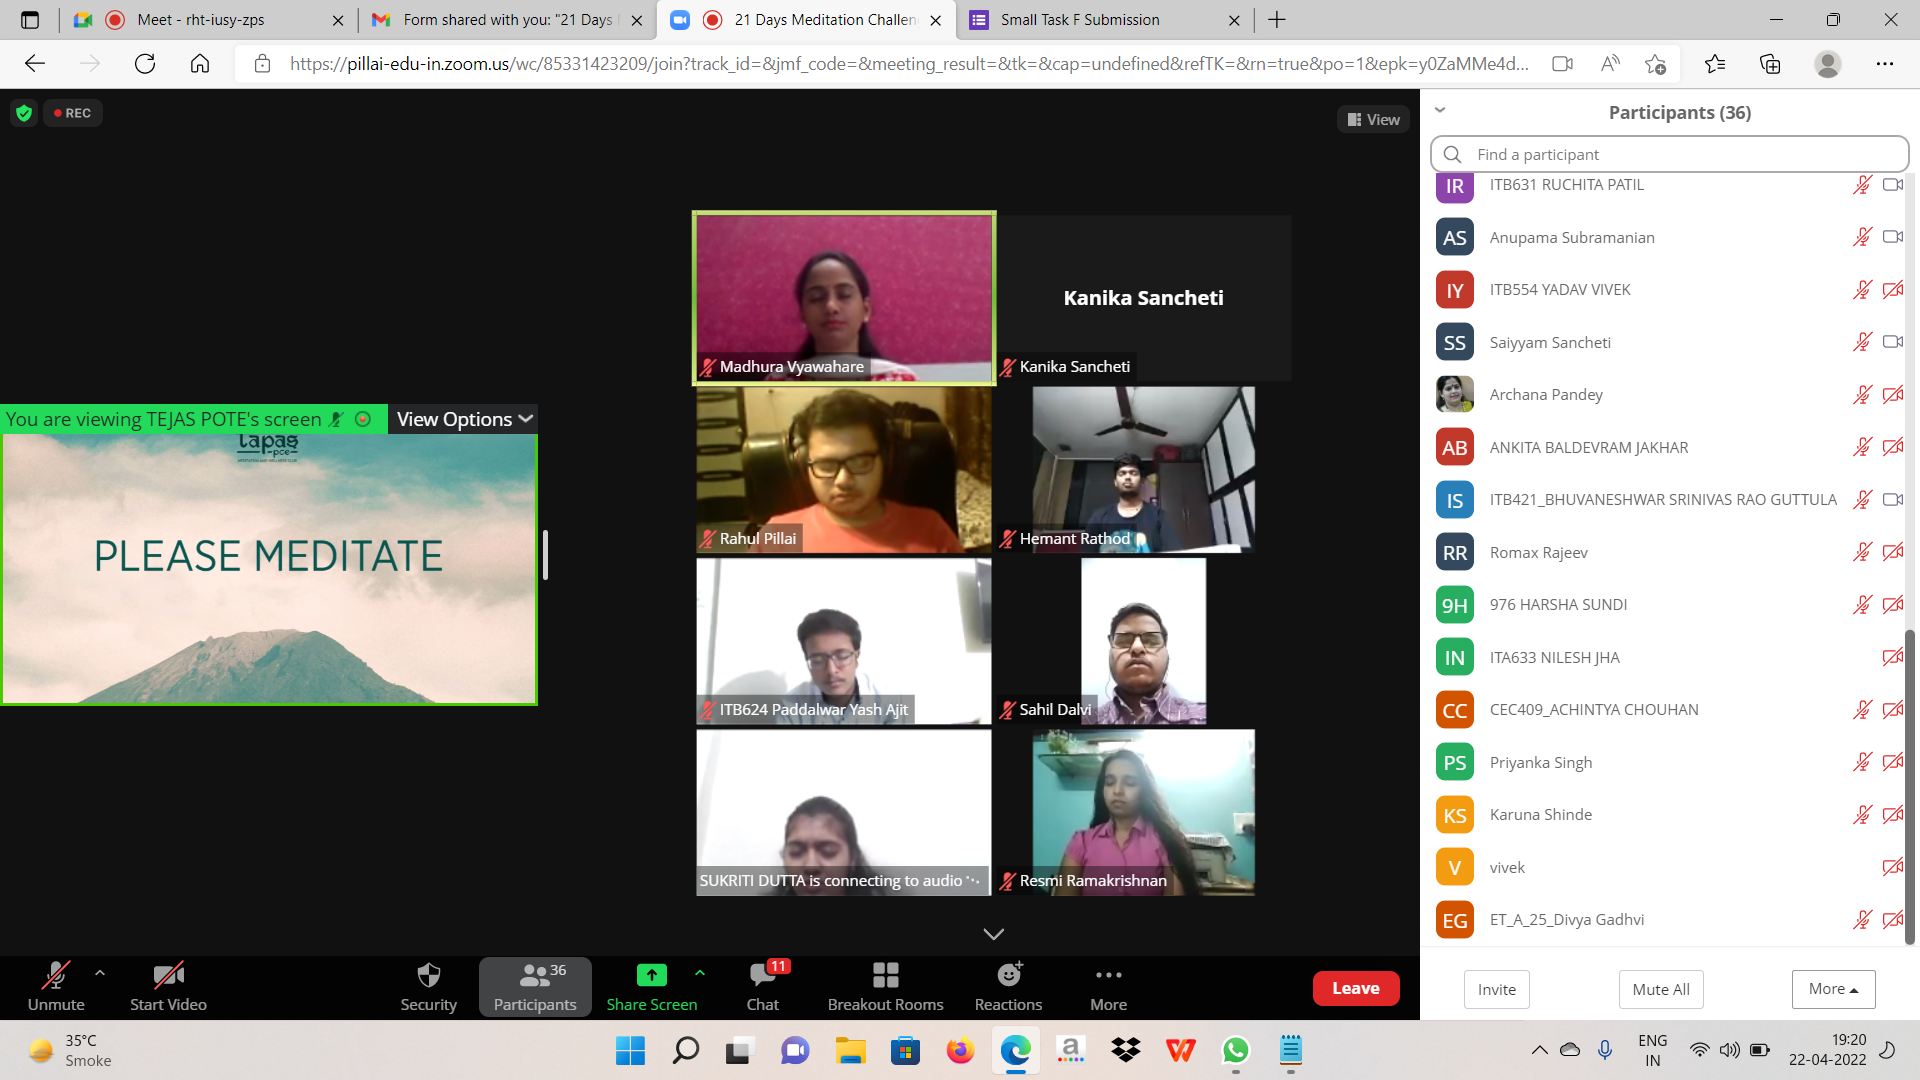 Meet - rht-iusy-zps
Form shared with you: "21 Days
21 Days Meditation Challen
Small Task F Submission
https://pillai-edu-in.zoom.us/wc/85331423209/join?track_id=&jmf_code=&meeting_result=&tk=&cap=undefined&refTK=&rn=true&po=1&epk=y0ZaMMe4d...
REC
View
Participants (36)
Find a participant
IR ITB631 RUCHITA PATIL
AS Anupama Subramanian
IY ITB554 YADAV VIVEK
SS Saiyyam Sancheti
Archana Pandey
AB ANKITA BALDEVRAM JAKHAR
IS ITB421_BHUVANESHWAR SRINIVAS RAO GUTTULA
RR Romax Rajeev
9H 976 HARSHA SUNDI
IN ITA633 NILESH JHA
CC CEC409_ACHINTYA CHOUHAN
PS Priyanka Singh
KS Karuna Shinde
V vivek
EG ET_A_25_Divya Gadhvi
Invite
Mute All
More
You are viewing TEJAS POTE's screen
View Options
tapas
-pce-
PLEASE MEDITATE
Madhura Vyawahare
Kanika Sancheti
Kanika Sancheti
Rahul Pillai
Hemant Rathod
ITB624 Paddalwar Yash Ajit
Sahil Dalvi
SUKRITI DUTTA is connecting to audio
Resmi Ramakrishnan
Unmute
Start Video
Security
36
Participants
Share Screen
11
Chat
Breakout Rooms
Reactions
More
Leave
35°C
Smoke
ENG
IN
19:20
22-04-2022